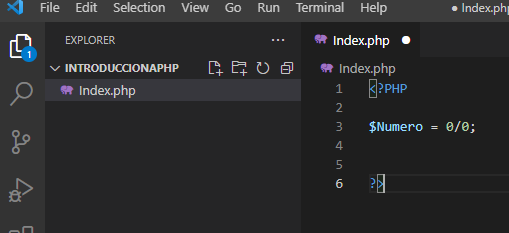 File Edit Selection View Go Run Terminal Help
● Index.php
EXPLORER ...
Index.php ●
INTRODUCCIONAPHP
Index.php
Index.php
1
1 <?PHP
2
3 $Numero = 0/0;
4
5
6 ?>